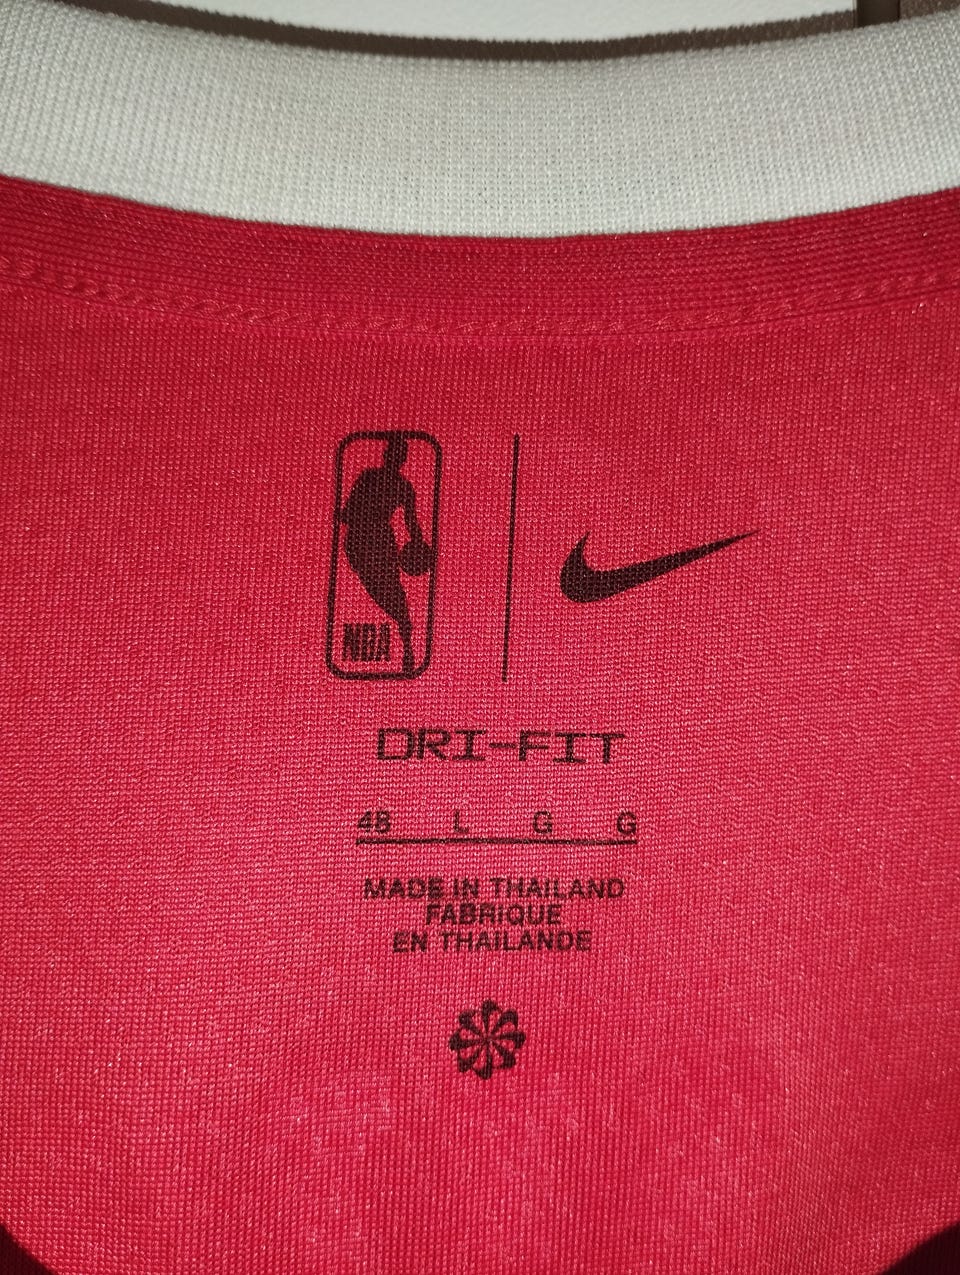 NBA
DRI-FIT
48 L G G
MADE IN THAILAND
FABRIQUE
EN THAILANDE